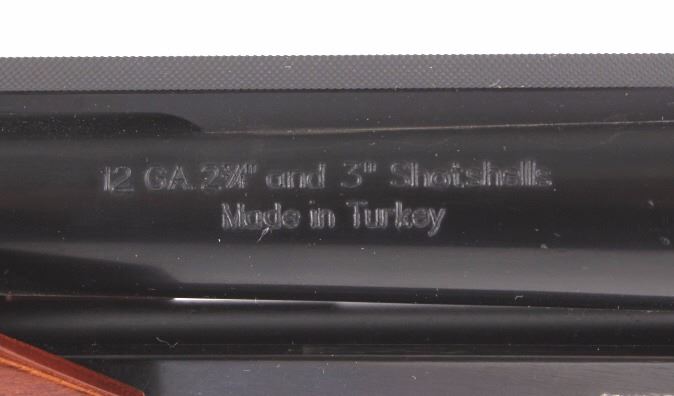 12 GA. 2¾" and 3" Shotshells
Made in Turkey